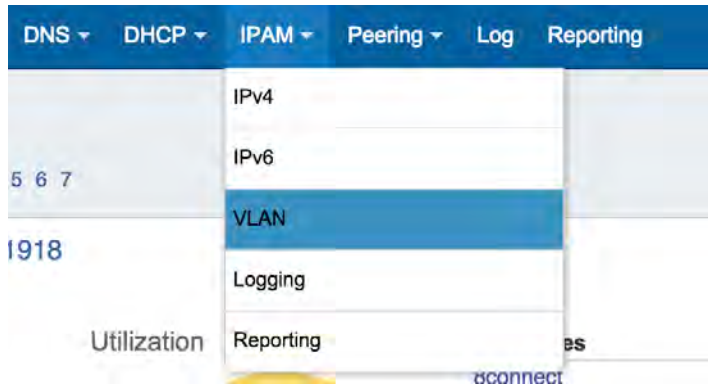 DNS DHCP IPAM Peering Log Reporting
IPv4
IPv6
5 6 7
VLAN
1918
Logging
Utilization Reporting es
8connect